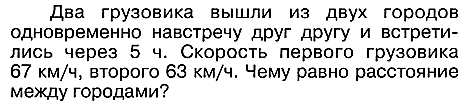 Два грузовика вышли из двух городов
одновременно навстречу друг другу и встрети-
лись через 5 ч. Скорость первого грузовика
67 км/ч, второго 63 км/ч. Чему равно расстояние
между городами?